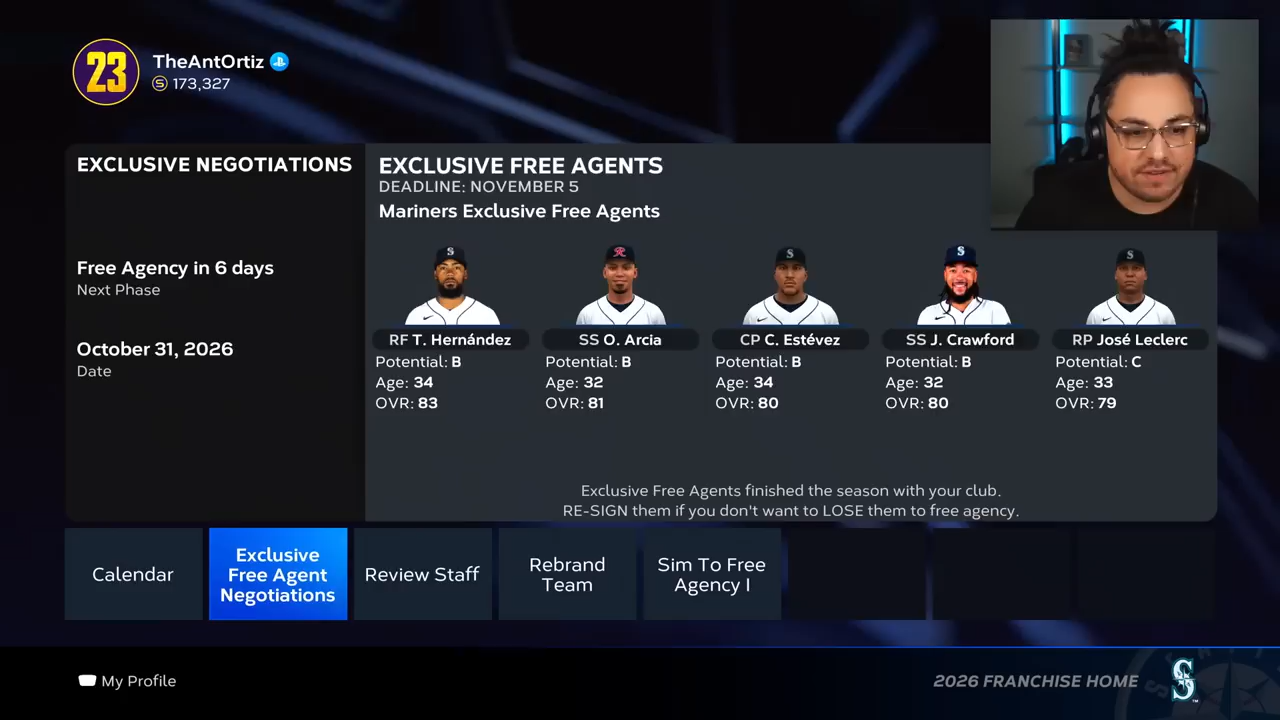 23
TheAntOrtiz
S 173,327
EXCLUSIVE NEGOTIATIONS
Free Agency in 6 days
Next Phase
October 31, 2026
Date
EXCLUSIVE FREE AGENTS
DEADLINE: NOVEMBER 5
Mariners Exclusive Free Agents
RF T. Hernández
Potential: B
Age: 34
OVR: 83
SS O. Arcia
Potential: B
Age: 32
OVR: 81
CP C. Estévez
Potential: B
Age: 34
OVR: 80
SS J. Crawford
Potential: B
Age: 32
OVR: 80
RP José Leclerc
Potential: C
Age: 33
OVR: 79
Exclusive Free Agents finished the season with your club.
RE-SIGN them if you don't want to LOSE them to free agency.
Calendar
Exclusive
Free Agent
Negotiations
Review Staff
Rebrand
Team
Sim To Free
Agency I
My Profile
2026 FRANCHISE HOME
S